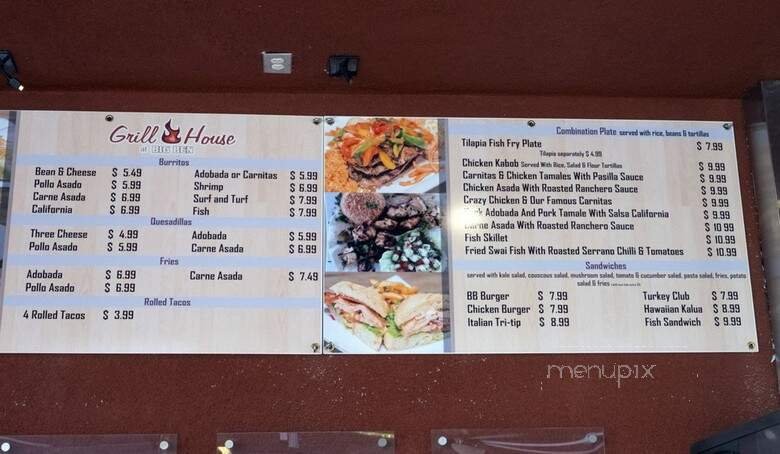 Grill House
at BIG BEN
Burritos
Bean & Cheese $ 5.49
Pollo Asado $ 5.99
Carne Asada $ 6.99
California $ 6.99
Adobada or Carnitas $ 5.99
Shrimp $ 6.99
Surf and Turf $ 7.99
Fish $ 7.99
Quesadillas
Three Cheese $ 4.99
Pollo Asado $ 5.99
Adobada $ 5.99
Carne Asada $ 6.99
Fries
Adobada $ 6.99
Pollo Asado $ 6.99
Carne Asada $ 7.49
Rolled Tacos
4 Rolled Tacos $ 3.99
Combination Plate served with rice, beans & tortillas
Tilapia Fish Fry Plate $ 7.99
Tilapia separately $ 4.99
Chicken Kabob Served With Rice, Salad & Flour Tortillas $ 9.99
Carnitas & Chicken Tamales With Pasilla Sauce $ 9.99
Chicken Asada With Roasted Ranchero Sauce $ 9.99
Crazy Chicken & Our Famous Carnitas $ 9.99
Adobada And Pork Tamale With Salsa California $ 9.99
Asada With Roasted Ranchero Sauce $ 10.99
Fish Skillet $ 10.99
Fried Swai Fish With Roasted Serrano Chilli & Tomatoes $ 10.99
Sandwiches
served with kale salad, couscous salad, mushroom salad, tomato & cucumber salad, pasta salad, fries, potato
salad & fries
BB Burger $ 7.99
Chicken Burger $ 7.99
Italian Tri-tip $ 8.99
Turkey Club $ 7.99
Hawaiian Kalua $ 8.99
Fish Sandwich $ 9.99
menupix